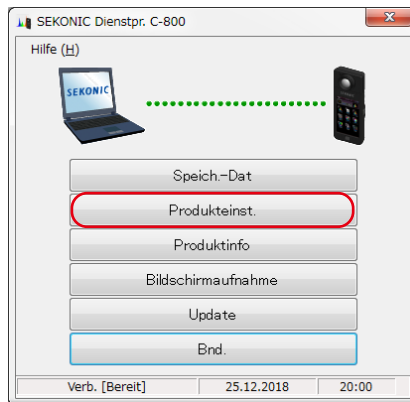 SEKONIC Dienstpr. C-800
Hilfe (H)
SEKONIC
Speich.-Dat
Produkteinst.
Produktinfo
Bildschirmaufnahme
Update
Bnd.
Verb. [Bereit] 25.12.2018 20:00